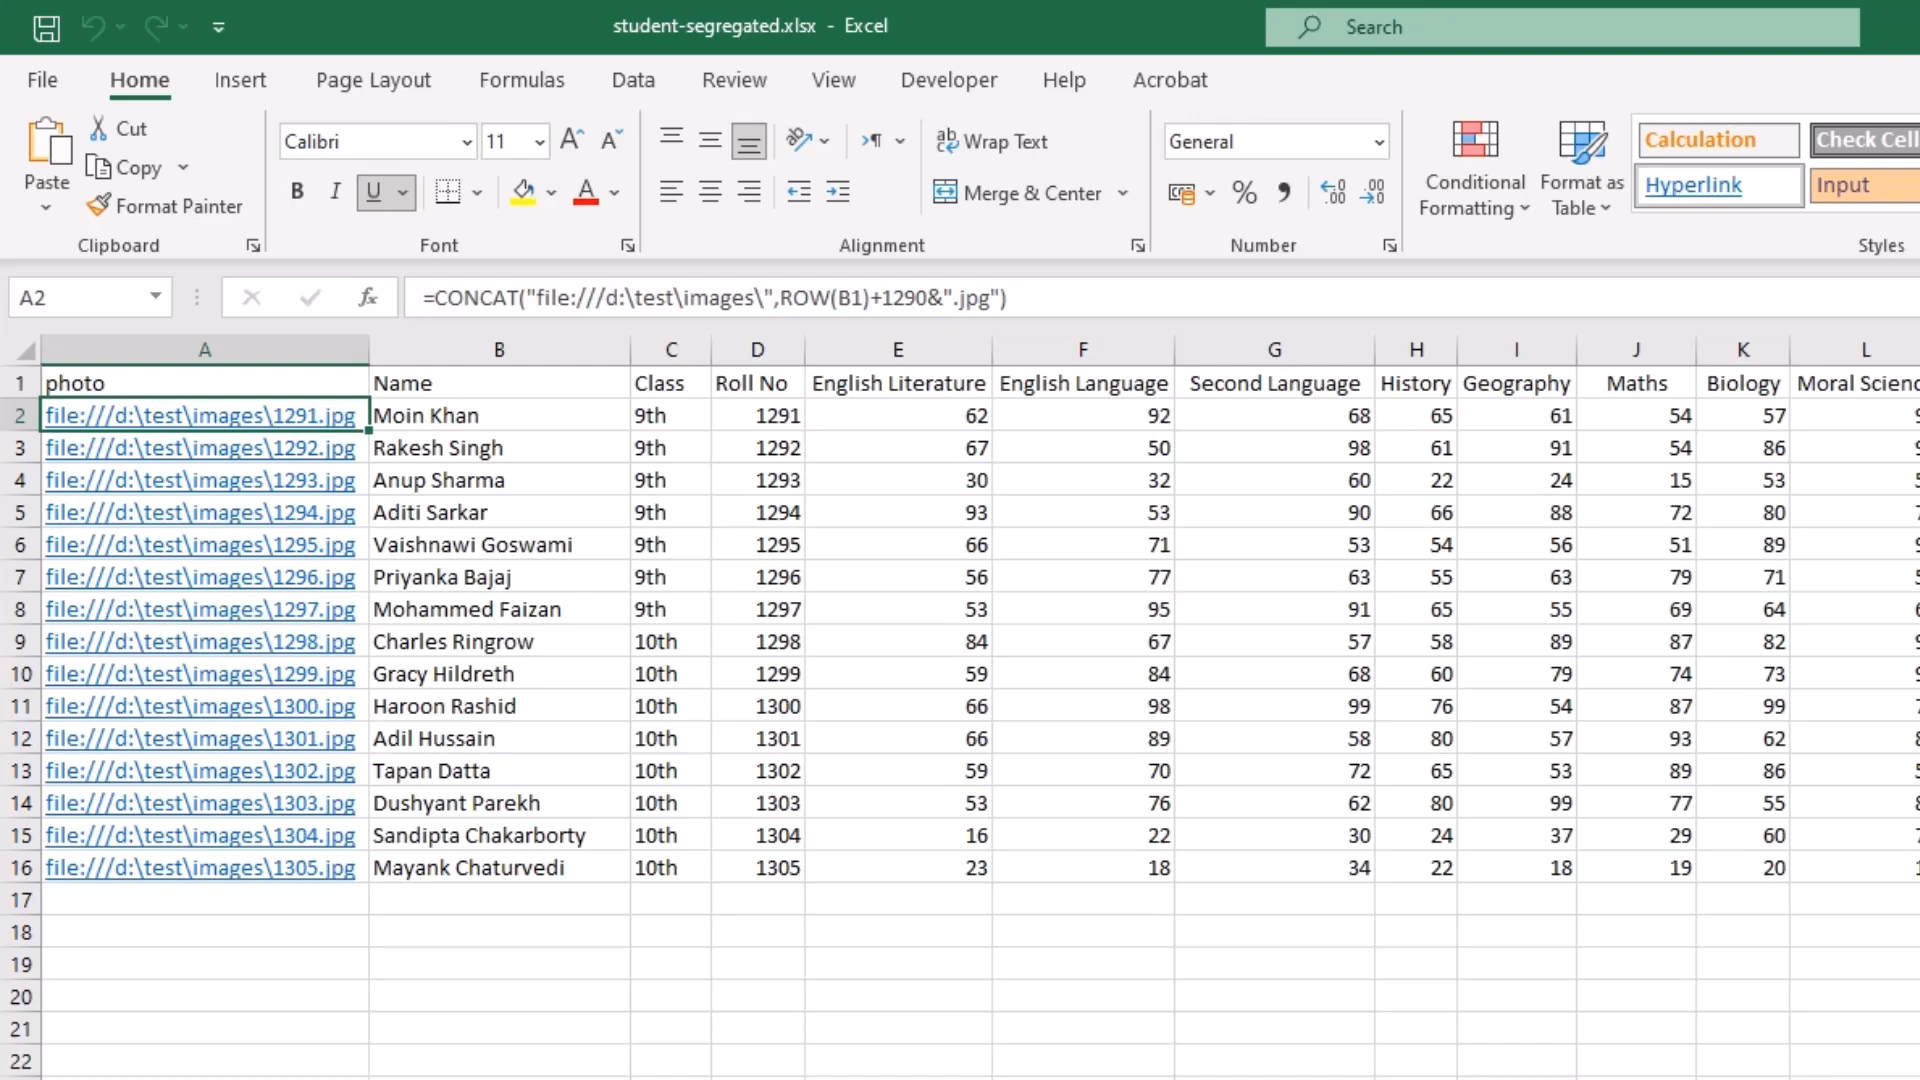 student-segregated.xlsx - Excel
Search
File Home Insert Page Layout Formulas Data Review View Developer Help Acrobat
Paste
Cut
Copy
Format Painter
Clipboard
Calibri 11
B I U
Font
Wrap Text
Merge & Center
Alignment
General
Number
Conditional Formatting
Format as Table
Calculation
Check Cell
Hyperlink
Input
Styles
A2 fx =CONCAT("file:///d:\test\images\",ROW(B1)+1290&".jpg")
A B C D E F G H I J K L
1 photo Name Class Roll No English Literature English Language Second Language History Geography Maths Biology Moral Scienc
2 file:///d:\test\images\1291.jpg Moin Khan 9th 1291 62 92 68 65 61 54 57
3 file:///d:\test\images\1292.jpg Rakesh Singh 9th 1292 67 50 98 61 91 54 86
4 file:///d:\test\images\1293.jpg Anup Sharma 9th 1293 30 32 60 22 24 15 53
5 file:///d:\test\images\1294.jpg Aditi Sarkar 9th 1294 93 53 90 66 88 72 80
6 file:///d:\test\images\1295.jpg Vaishnawi Goswami 9th 1295 66 71 53 54 56 51 89
7 file:///d:\test\images\1296.jpg Priyanka Bajaj 9th 1296 56 77 63 55 63 79 71
8 file:///d:\test\images\1297.jpg Mohammed Faizan 9th 1297 53 95 91 65 55 69 64
9 file:///d:\test\images\1298.jpg Charles Ringrow 10th 1298 84 67 57 58 89 87 82
10 file:///d:\test\images\1299.jpg Gracy Hildreth 10th 1299 59 84 68 60 79 74 73
11 file:///d:\test\images\1300.jpg Haroon Rashid 10th 1300 66 98 99 76 54 87 99
12 file:///d:\test\images\1301.jpg Adil Hussain 10th 1301 66 89 58 80 57 93 62
13 file:///d:\test\images\1302.jpg Tapan Datta 10th 1302 59 70 72 65 53 89 86
14 file:///d:\test\images\1303.jpg Dushyant Parekh 10th 1303 53 76 62 80 99 77 55
15 file:///d:\test\images\1304.jpg Sandipta Chakarborty 10th 1304 16 22 30 24 37 29 60
16 file:///d:\test\images\1305.jpg Mayank Chaturvedi 10th 1305 23 18 34 22 18 19 20
17
18
19
20
21
22